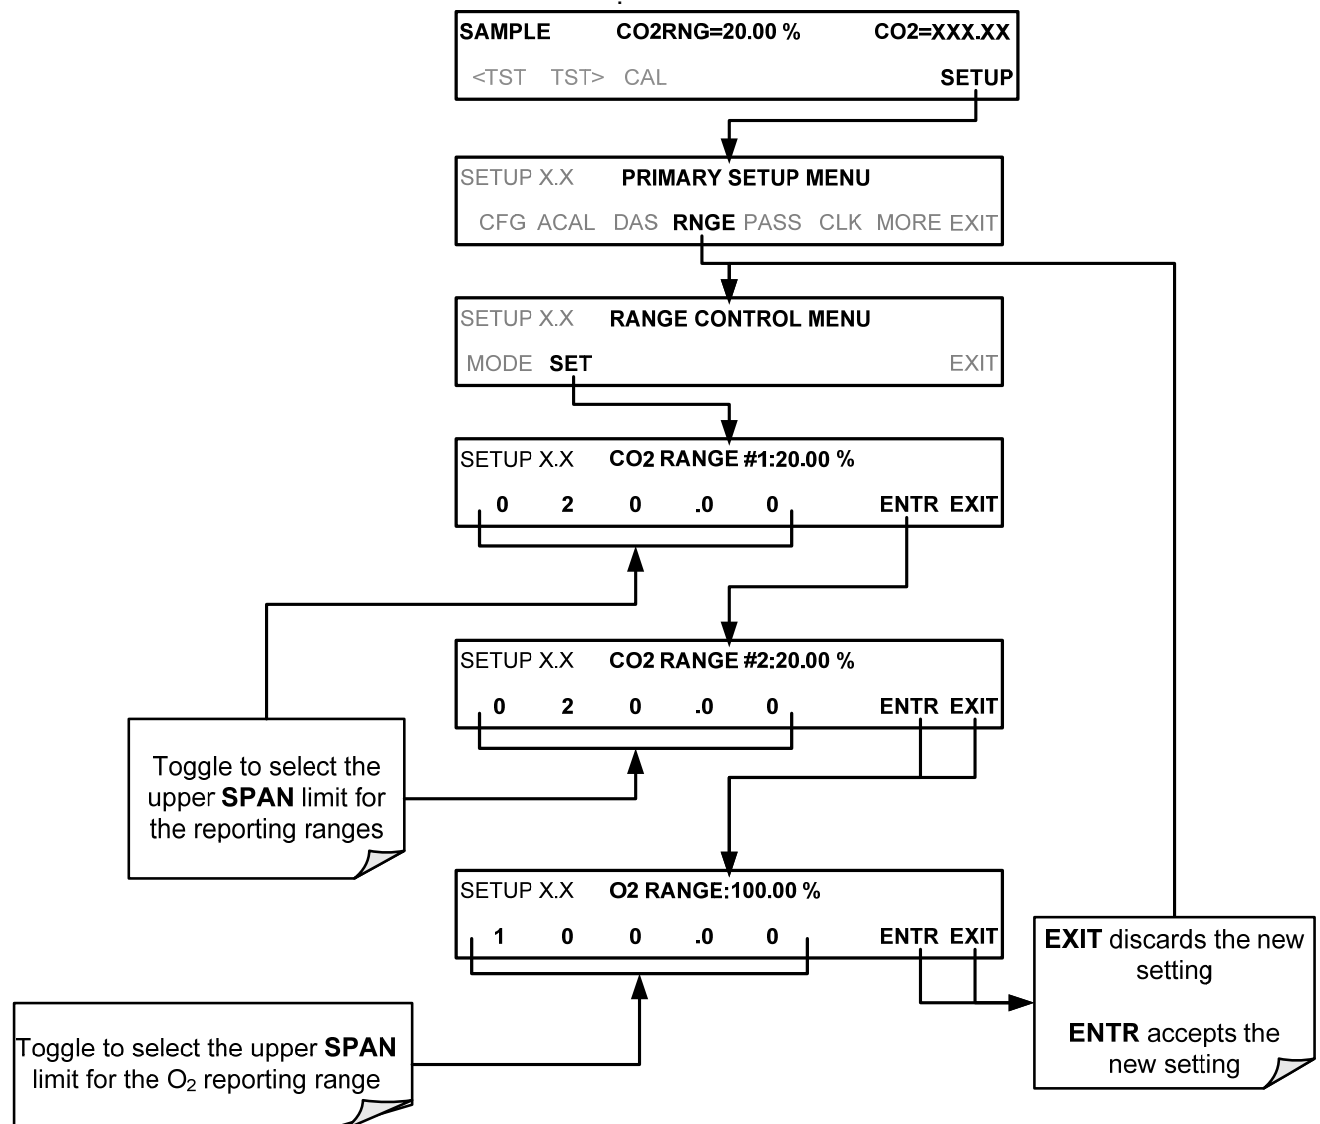 SAMPLE CO2RNG=20.00 % CO2=XXX.XX
<TST TST> CAL SETUP
SETUP X.X PRIMARY SETUP MENU
CFG ACAL DAS RNGE PASS CLK MORE EXIT
SETUP X.X RANGE CONTROL MENU
MODE SET EXIT
SETUP X.X CO2 RANGE #1:20.00 %
0 2 0 .0 0 ENTR EXIT
SETUP X.X CO2 RANGE #2:20.00 %
0 2 0 .0 0 ENTR EXIT
Toggle to select the
upper SPAN limit for
the reporting ranges
SETUP X.X O2 RANGE:100.00 %
1 0 0 .0 0 ENTR EXIT
EXIT discards the new
setting
ENTR accepts the
new setting
Toggle to select the upper SPAN
limit for the O₂ reporting range